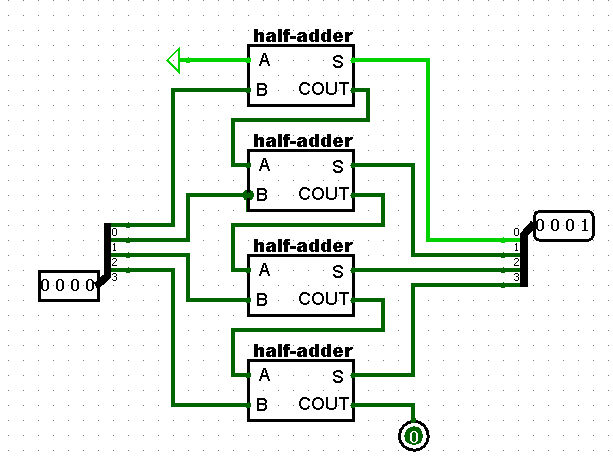 half-adder
A S
B COUT
half-adder
A S
B COUT
0 0 0 0 1
0 1
1 2
2 3
3
half-adder
A S
0 0 0 0
B COUT
half-adder
A S
B COUT
0